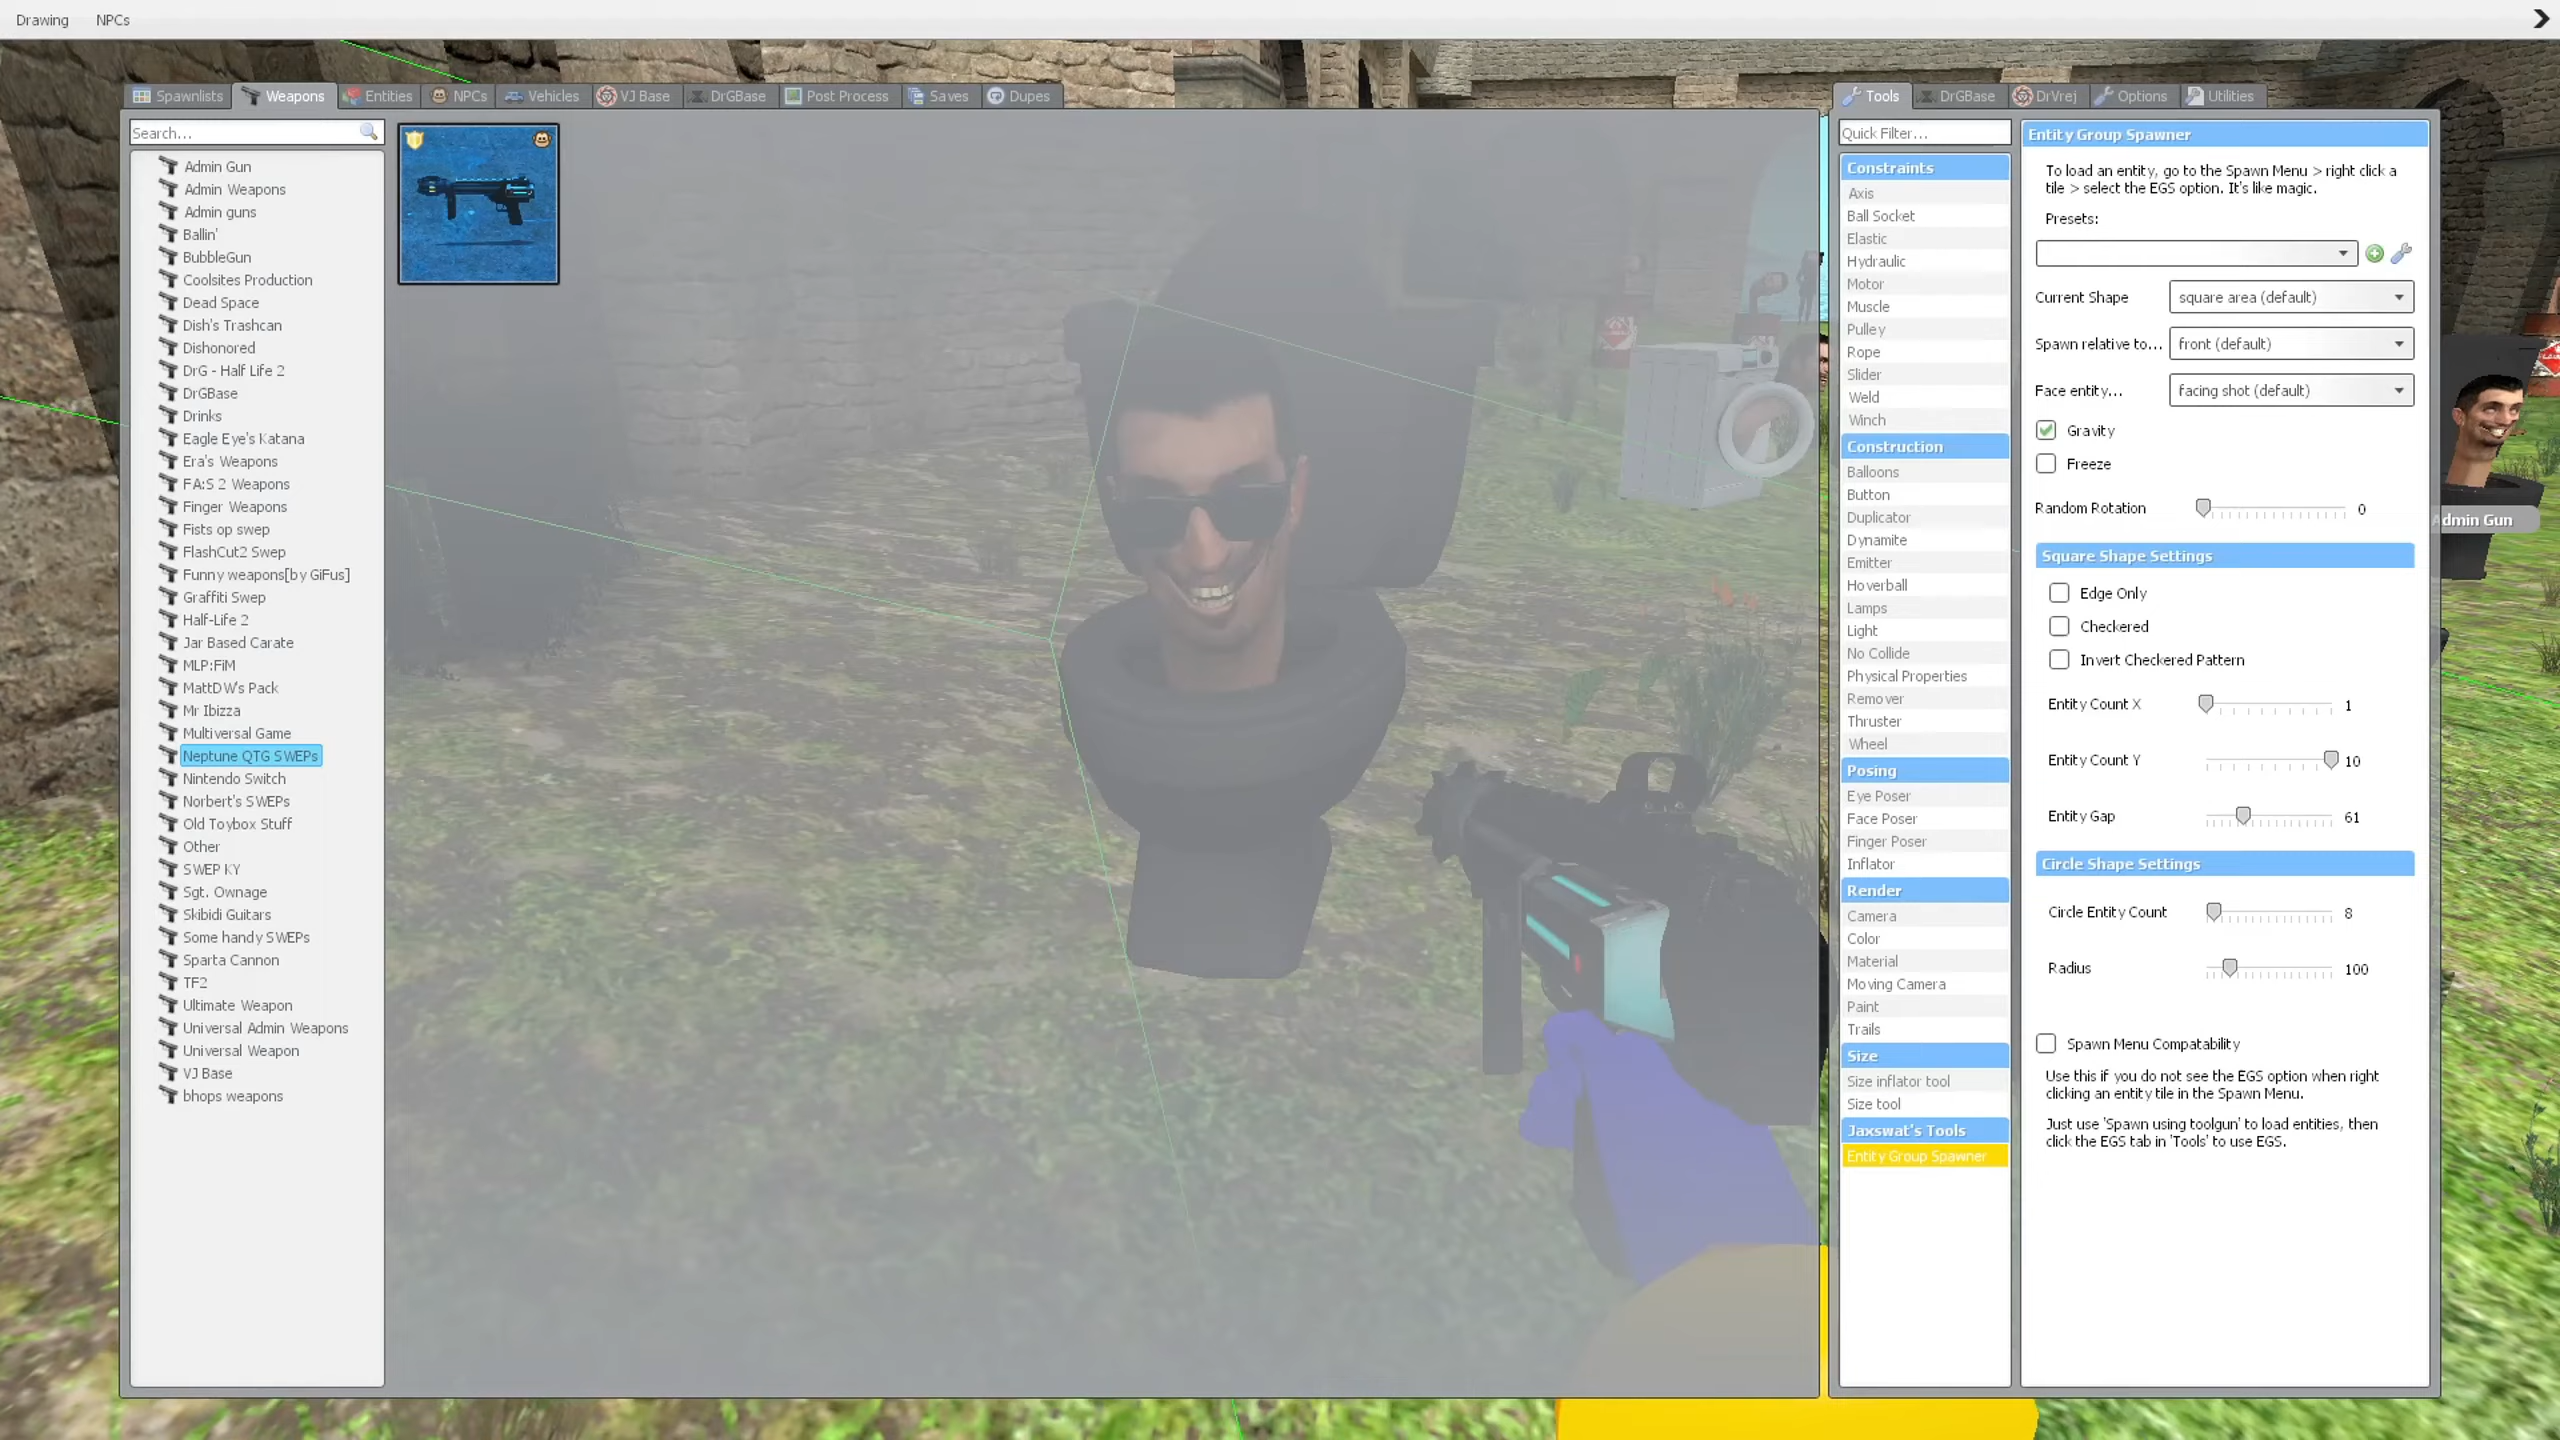 Drawing NPCs
Spawnlists Weapons Entities NPCs Vehicles VJ Base DrGBase Post Process Saves Dupes
Search...
Admin Gun
Admin Weapons
Admin guns
Ballin'
BubbleGun
Coolsites Production
Dead Space
Dish's Trashcan
Dishonored
DrG - Half Life 2
DrGBase
Drinks
Eagle Eye's Katana
Era's Weapons
FA:S 2 Weapons
Finger Weapons
Fists op swep
FlashCut2 Swep
Funny weapons[by GiFus]
Graffiti Swep
Half-Life 2
Jar Based Carate
MLP:FiM
MattDW's Pack
Mr Ibizza
Multiversal Game
Neptune QTG SWEPs
Nintendo Switch
Norbert's SWEPs
Old Toybox Stuff
Other
SWEP KY
Sgt. Ownage
Skibidi Guitars
Some handy SWEPs
Sparta Cannon
TF2
Ultimate Weapon
Universal Admin Weapons
Universal Weapon
VJ Base
bhops weapons
Tools DrGBase DrVrej Options Utilities
Quick Filter...
Constraints
Axis
Ball Socket
Elastic
Hydraulic
Motor
Muscle
Pulley
Rope
Slider
Weld
Winch
Construction
Balloons
Button
Duplicator
Dynamite
Emitter
Hoverball
Lamps
Light
No Collide
Physical Properties
Remover
Thruster
Wheel
Posing
Eye Poser
Face Poser
Finger Poser
Inflator
Render
Camera
Color
Material
Moving Camera
Paint
Trails
Size
Size inflator tool
Size tool
Jaxswat's Tools
Entity Group Spawner
Entity Group Spawner
To load an entity, go to the Spawn Menu > right click a
tile > select the EGS option. It's like magic.
Presets:
Current Shape square area (default)
Spawn relative to... front (default)
Face entity... facing shot (default)
Gravity
Freeze
Random Rotation 0
Square Shape Settings
Edge Only
Checkered
Invert Checkered Pattern
Entity Count X 1
Entity Count Y 10
Entity Gap 61
Circle Shape Settings
Circle Entity Count 8
Radius 100
Spawn Menu Compatability
Use this if you do not see the EGS option when right
clicking an entity tile in the Spawn Menu.
Just use 'Spawn using toolgun' to load entities, then
click the EGS tab in 'Tools' to use EGS.
Admin Gun